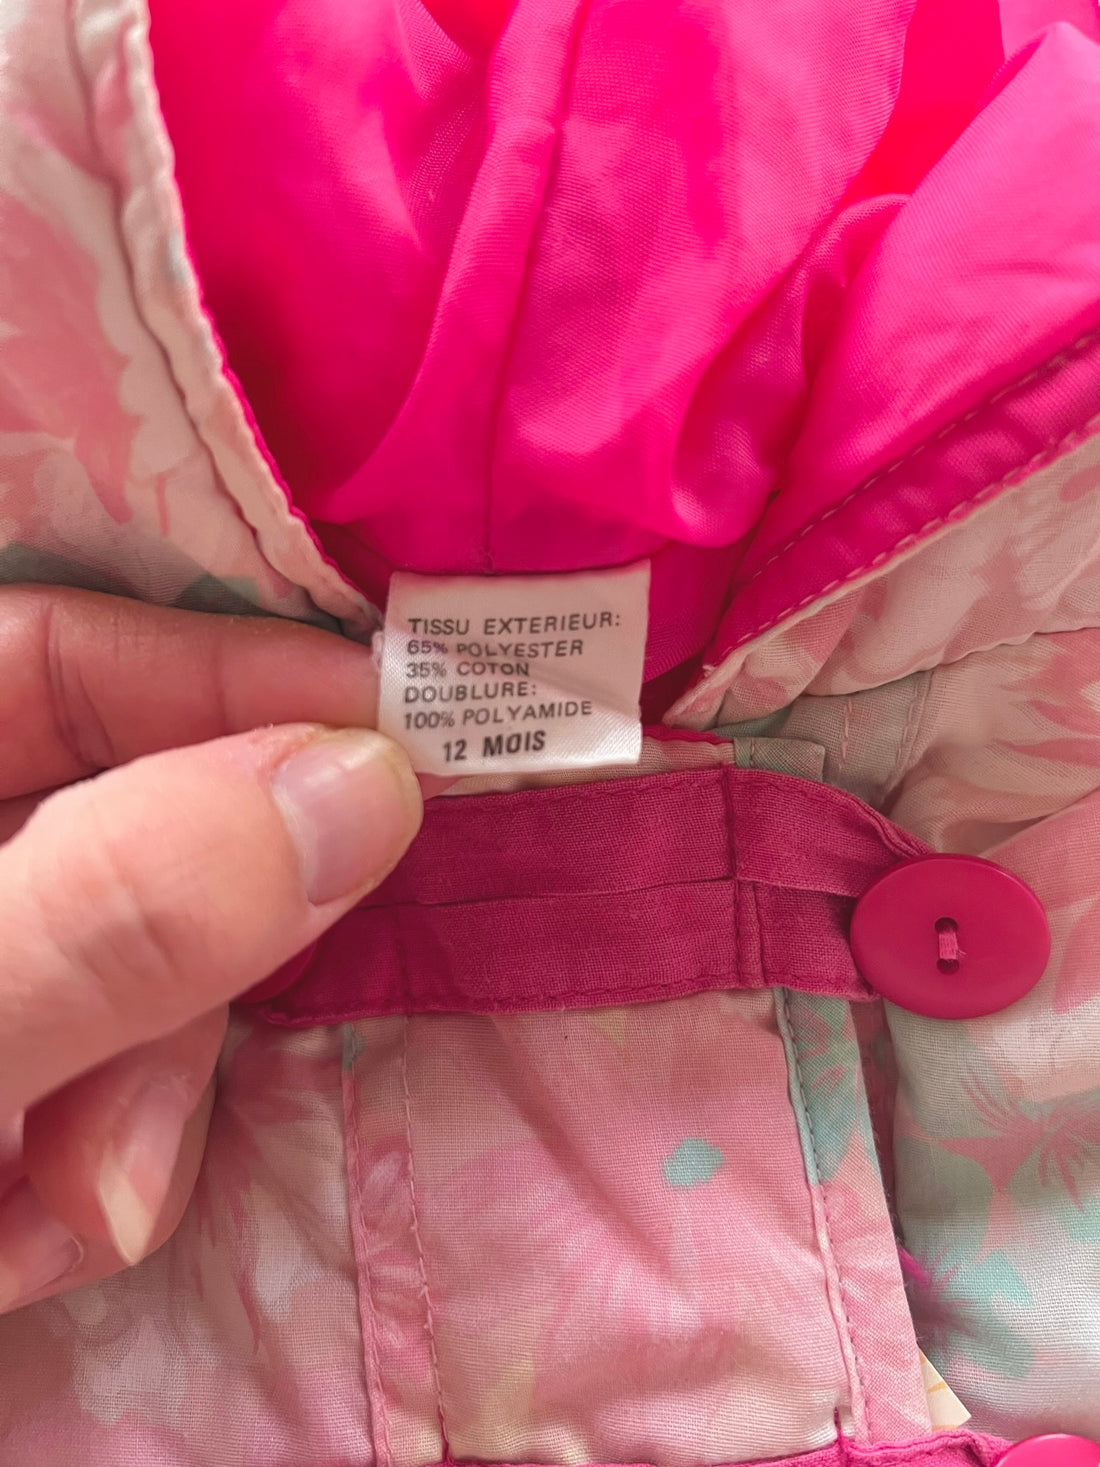 TISSU EXTERIEUR:
65% POLYESTER
35% COTON
DOUBLURE:
100% POLYAMIDE
12 MOIS